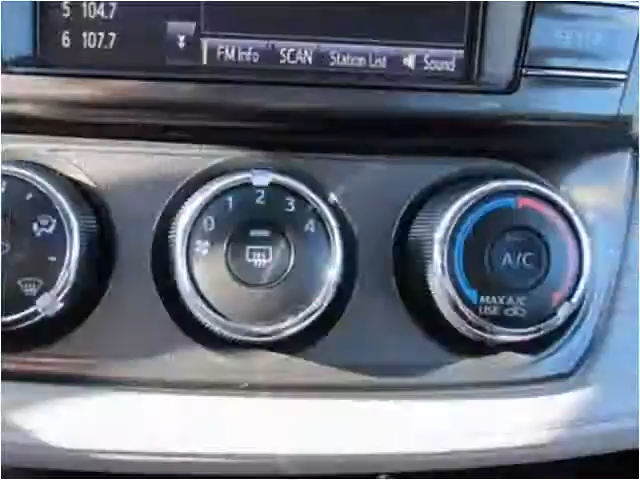 5 104.7
6 107.7
FM Info SCAN Station List Sound
0 1 2 3 4
A/C
MAX A/C
USE